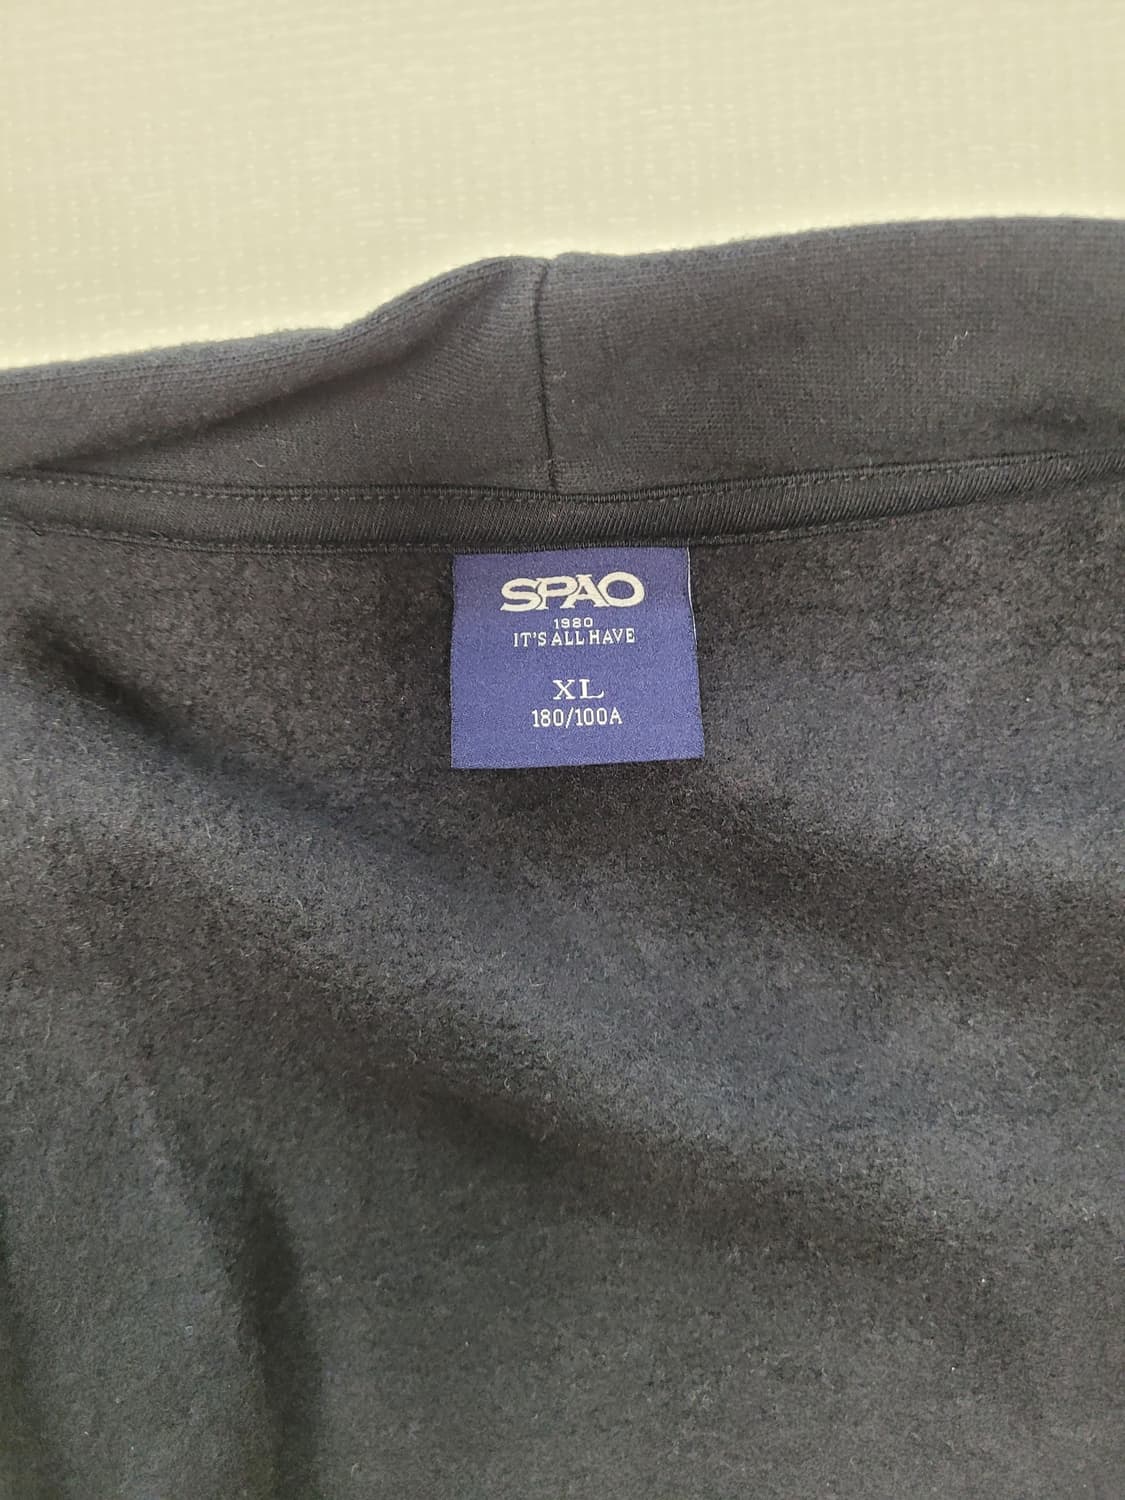 SPAO
1980
IT'S ALL HAVE
XL
180/100A